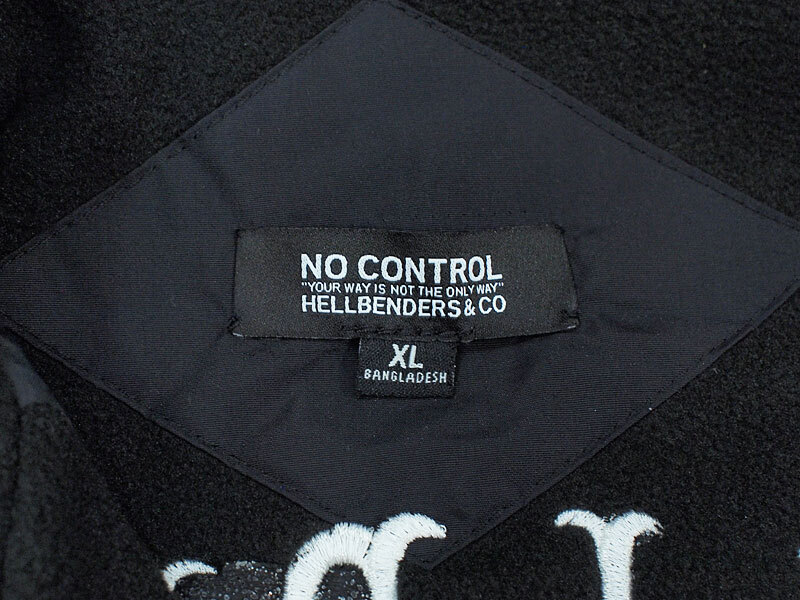 NO CONTROL
"YOUR WAY IS NOT THE ONLY WAY"
HELLBENDERS & CO
XL
BANGLADESH